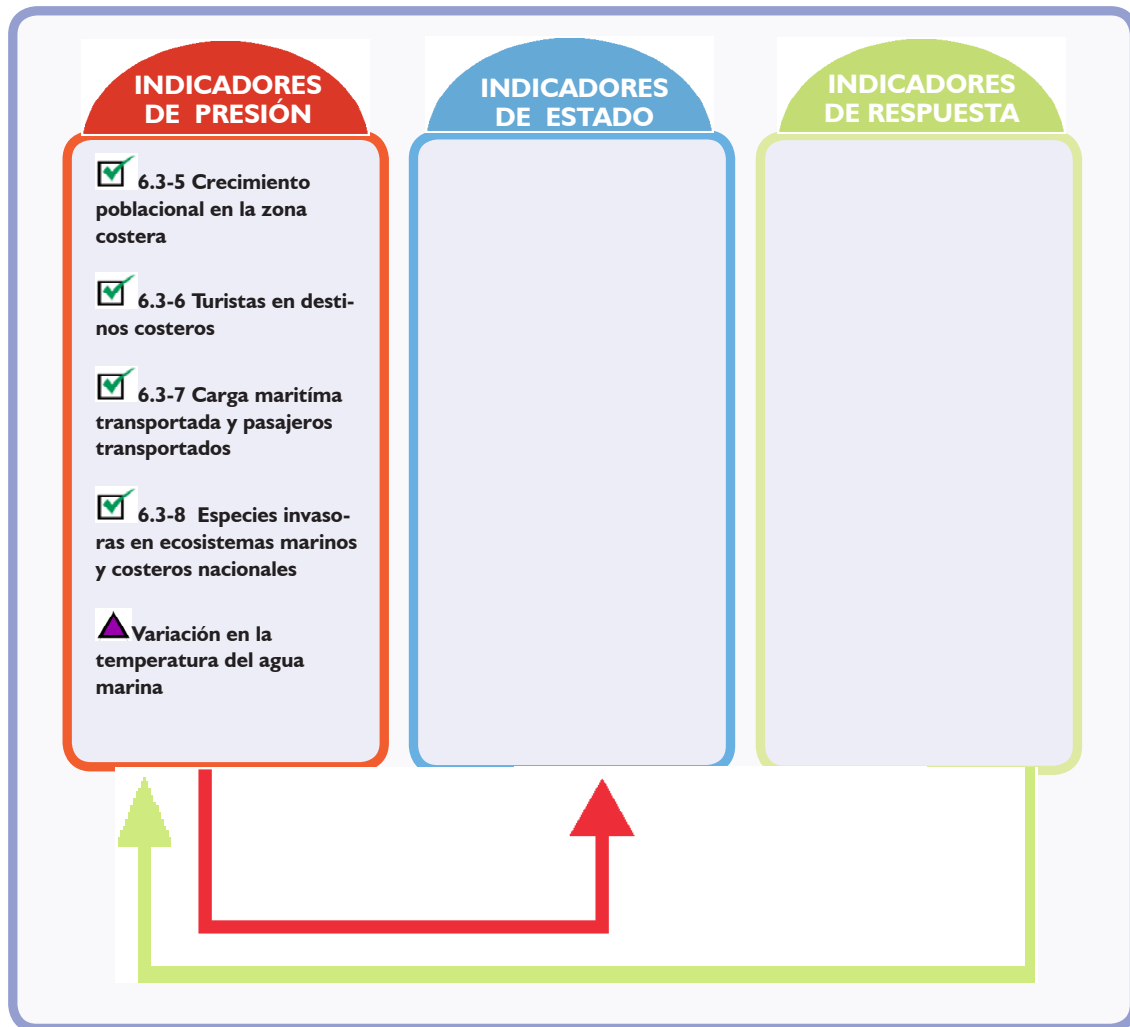 INDICADORES
DE PRESIÓN
INDICADORES
DE ESTADO
INDICADORES
DE RESPUESTA
6.3-5 Crecimiento
poblacional en la zona
costera
6.3-6 Turistas en desti-
nos costeros
6.3-7 Carga maritíma
transportada y pasajeros
transportados
6.3-8 Especies invaso-
ras en ecosistemas marinos
y costeros nacionales
Variación en la
temperatura del agua
marina